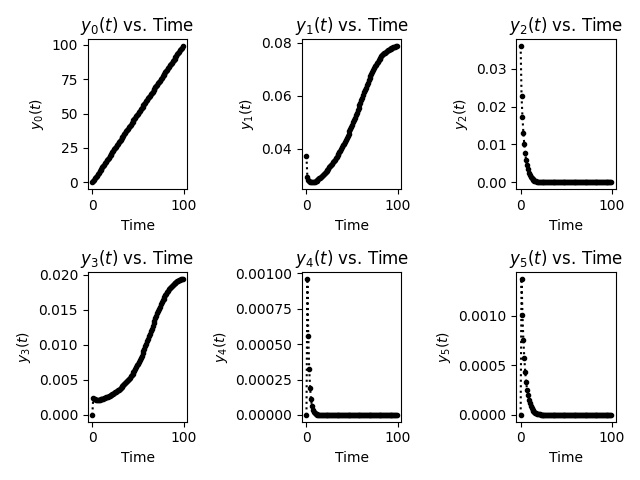 y₀(t) vs. Time
100
75
50
25
0
y₀(t)
0
100
Time
y₁(t) vs. Time
0.08
0.06
0.04
y₁(t)
0
100
Time
y₂(t) vs. Time
0.03
0.02
0.01
0.00
y₂(t)
0
100
Time
y₃(t) vs. Time
0.020
0.015
0.010
0.005
0.000
y₃(t)
0
100
Time
y₄(t) vs. Time
0.00100
0.00075
0.00050
0.00025
0.00000
y₄(t)
0
100
Time
y₅(t) vs. Time
0.0010
0.0005
0.0000
y₅(t)
0
100
Time